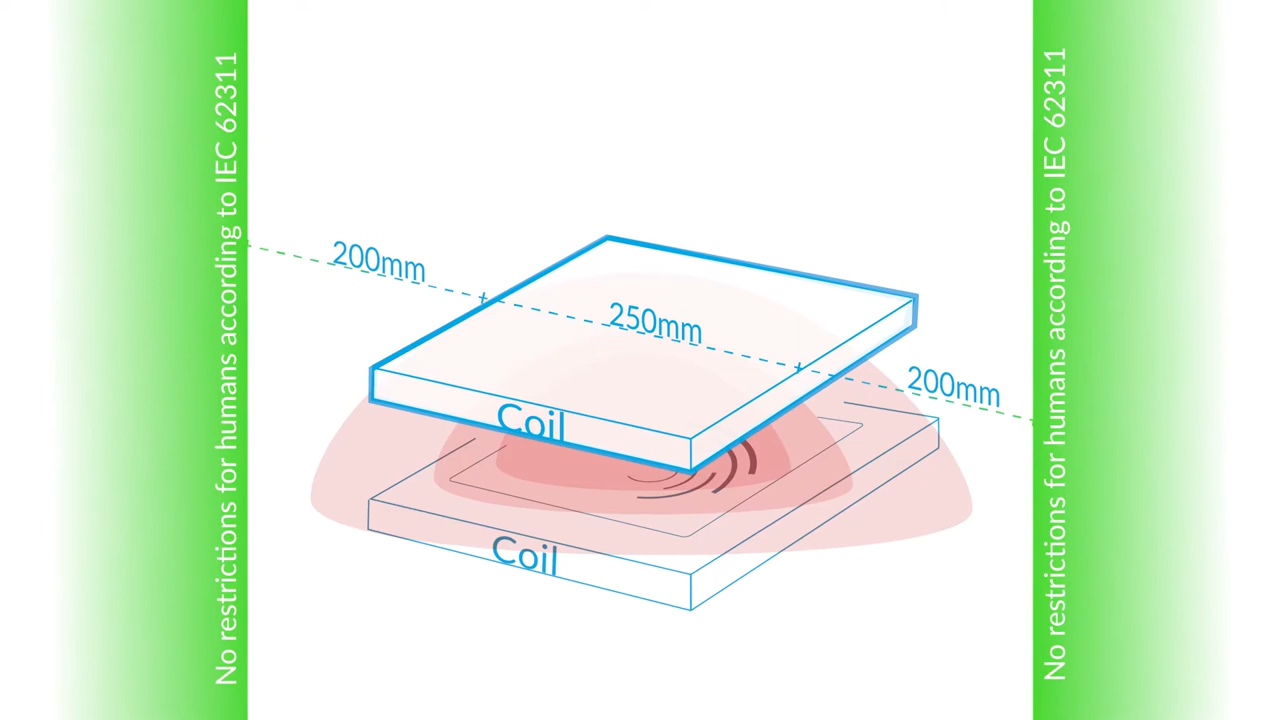 No restrictions for humans according to IEC 62311
200mm
250mm
200mm
Coil
Coil
No restrictions for humans according to IEC 62311